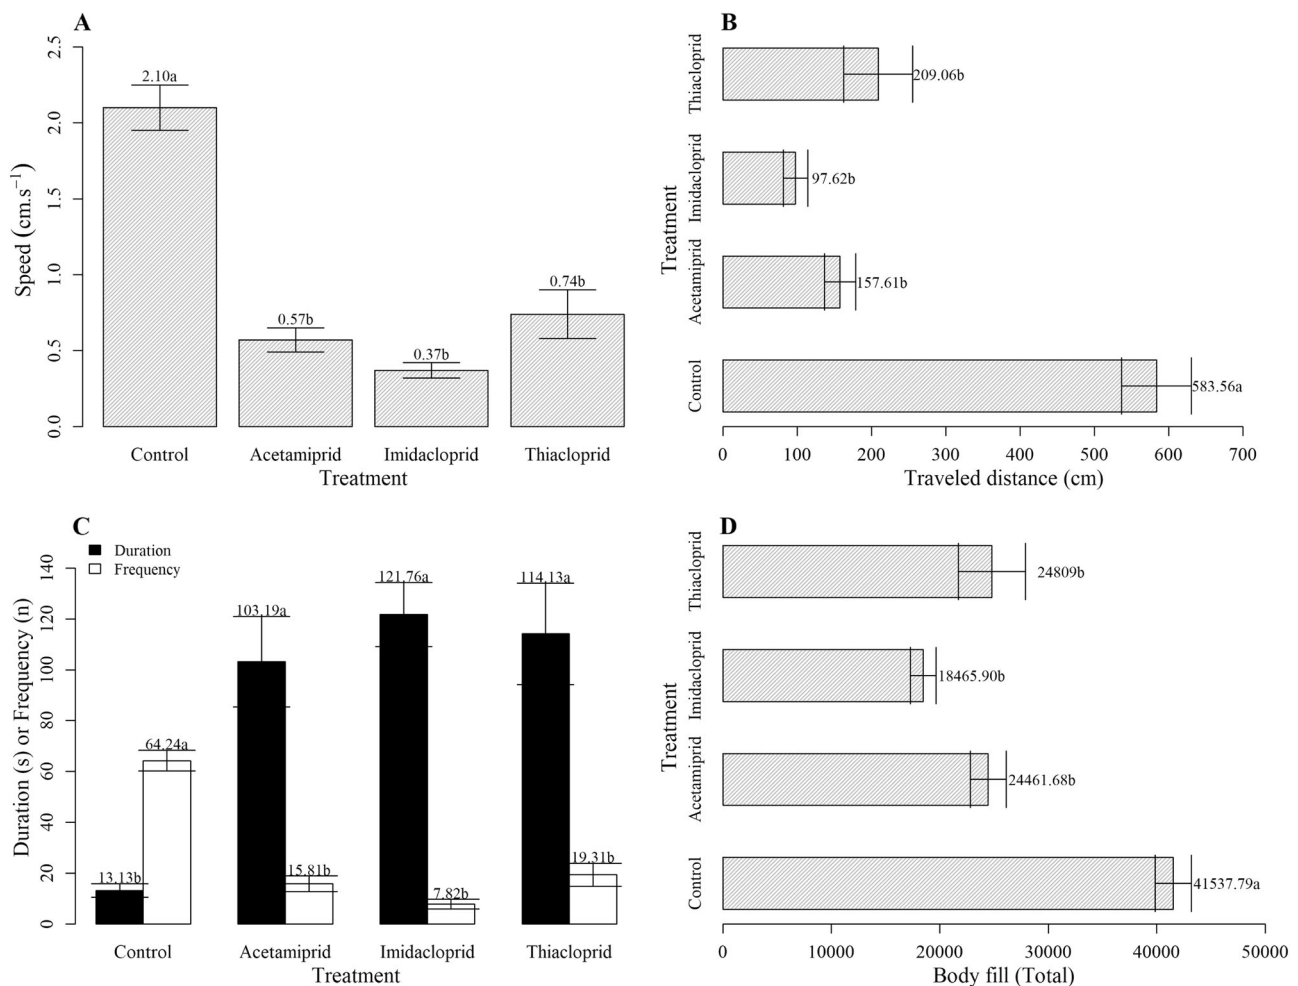 A
Speed (cm.s⁻¹)
2.5
2.0
1.5
1.0
0.5
0.0
2.10a
0.57b
0.37b
0.74b
Control Acetamiprid Imidacloprid Thiacloprid
Treatment
B
Treatment
Thiacloprid
Imidacloprid
Acetamiprid
Control
209.06b
97.62b
157.61b
583.56a
0 100 200 300 400 500 600 700
Traveled distance (cm)
C
Duration
Frequency
Duration (s) or Frequency (n)
140
120
100
80
60
40
20
0
13.13b
64.24a
103.19a
15.81b
121.76a
7.82b
114.13a
19.31b
Control Acetamiprid Imidacloprid Thiacloprid
Treatment
D
Treatment
Thiacloprid
Imidacloprid
Acetamiprid
Control
24809b
18465.90b
24461.68b
41537.79a
0 10000 20000 30000 40000 50000
Body fill (Total)